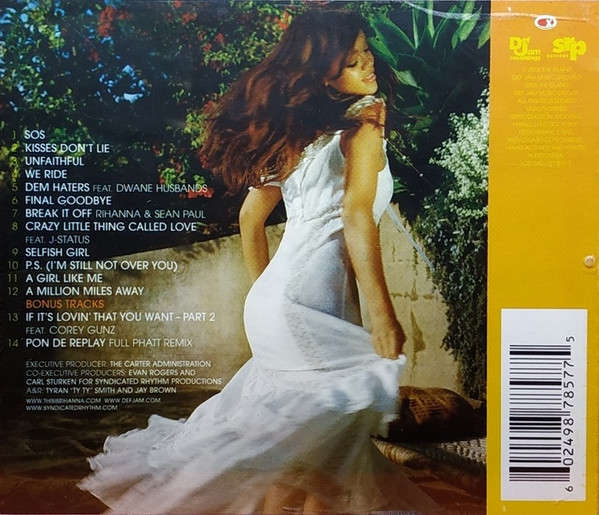 1 SOS
2 KISSES DON'T LIE
3 UNFAITHFUL
4 WE RIDE
5 DEM HATERS FEAT. DWANE HUSBANDS
6 FINAL GOODBYE
7 BREAK IT OFF RIHANNA & SEAN PAUL
8 CRAZY LITTLE THING CALLED LOVE
FEAT. J-STATUS
9 SELFISH GIRL
10 P.S. (I'M STILL NOT OVER YOU)
11 A GIRL LIKE ME
12 A MILLION MILES AWAY
BONUS TRACKS
13 IF IT'S LOVIN' THAT YOU WANT – PART 2
FEAT. COREY GUNZ
14 PON DE REPLAY FULL PHATT REMIX
EXECUTIVE PRODUCER: THE CARTER ADMINISTRATION
CO-EXECUTIVE PRODUCERS: EVAN ROGERS AND
CARL STURKEN FOR SYNDICATED RHYTHM PRODUCTIONS
A&R: TYRAN "TY TY" SMITH AND JAY BROWN
WWW.THISISRIHANNA.COM WWW.DEFJAM.COM
WWW.SYNDICATEDRHYTHM.COM
Def Jam
recordings
srp
RECORDS
6 02498 78577 5